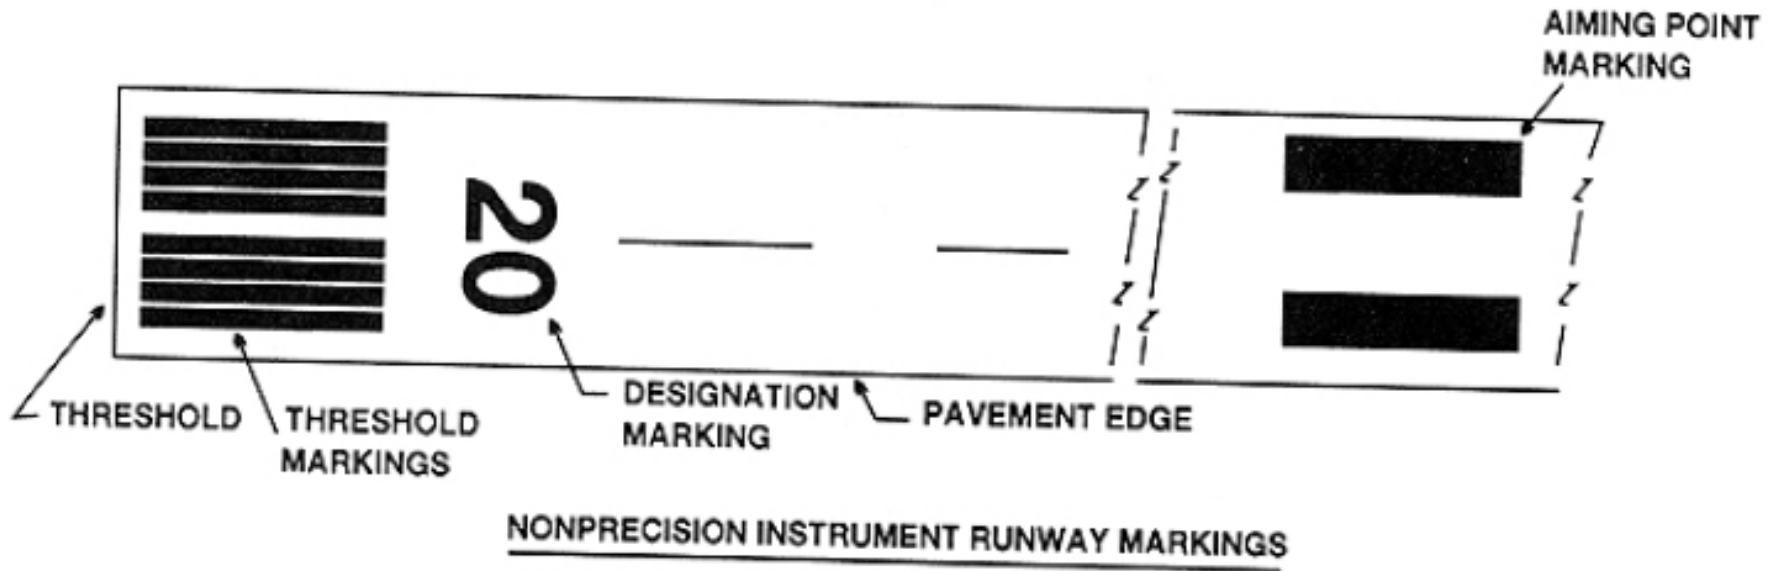 AIMING POINT
MARKING
20
THRESHOLD
THRESHOLD
MARKINGS
DESIGNATION
MARKING
PAVEMENT EDGE
NONPRECISION INSTRUMENT RUNWAY MARKINGS